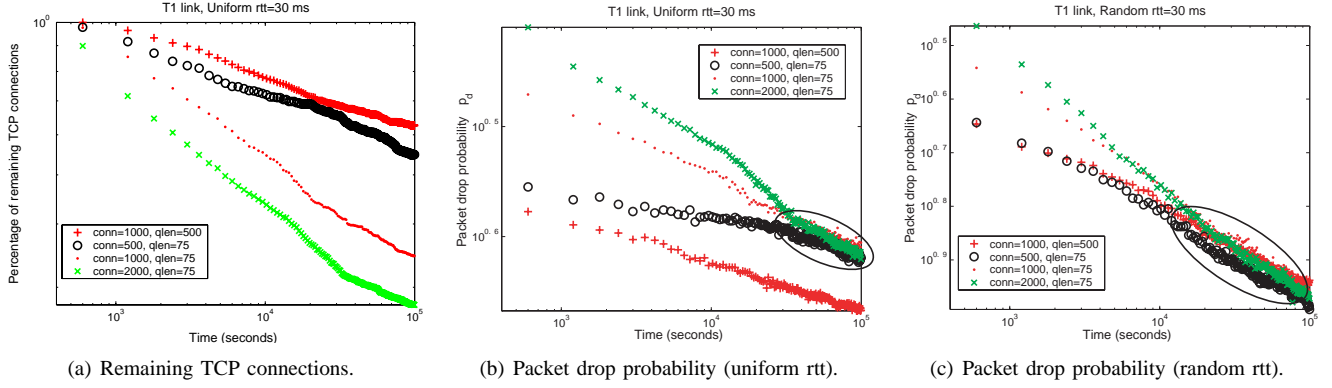 T1 link, Uniform rtt=30 ms
10^0
Percentage of remaining TCP connections
conn=1000, qlen=500
conn=500, qlen=75
conn=1000, qlen=75
conn=2000, qlen=75
10^3
10^4
10^5
Time (seconds)
(a) Remaining TCP connections.
T1 link, Uniform rtt=30 ms
conn=1000, qlen=500
conn=500, qlen=75
conn=1000, qlen=75
conn=2000, qlen=75
10^0.5
Packet drop probability p_d
10^0.6
10^3
10^4
10^5
Time (seconds)
(b) Packet drop probability (uniform rtt).
T1 link, Random rtt=30 ms
10^0.5
10^0.6
10^0.7
Packet drop probability p_d
10^0.8
10^0.9
conn=1000, qlen=500
conn=500, qlen=75
conn=1000, qlen=75
conn=2000, qlen=75
10^3
10^4
10^5
Time (seconds)
(c) Packet drop probability (random rtt).